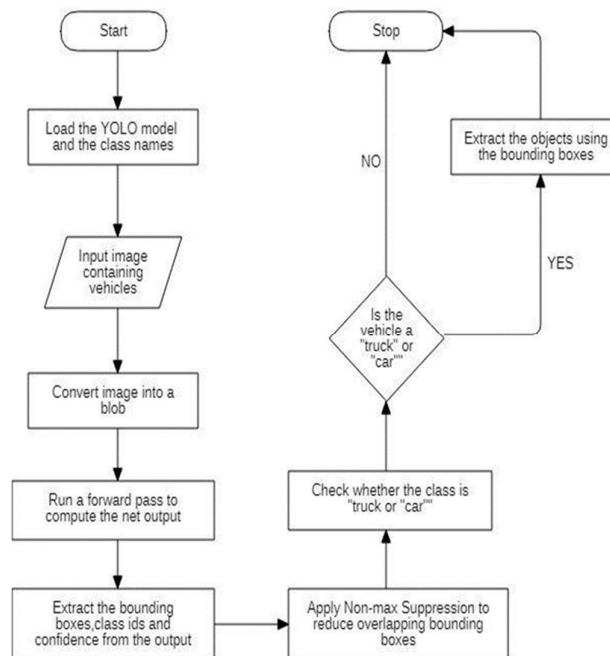 Start
Load the YOLO model
and the class names
Input image
containing
vehicles
Convert image into a
blob
Run a forward pass to
compute the net output
Extract the bounding
boxes,class ids and
confidence from the output
Apply Non-max Suppression to
reduce overlapping bounding
boxes
Check whether the class is
"truck or "car""
Is the
vehicle a
"truck" or
"car""
NO
YES
Extract the objects using
the bounding boxes
Stop